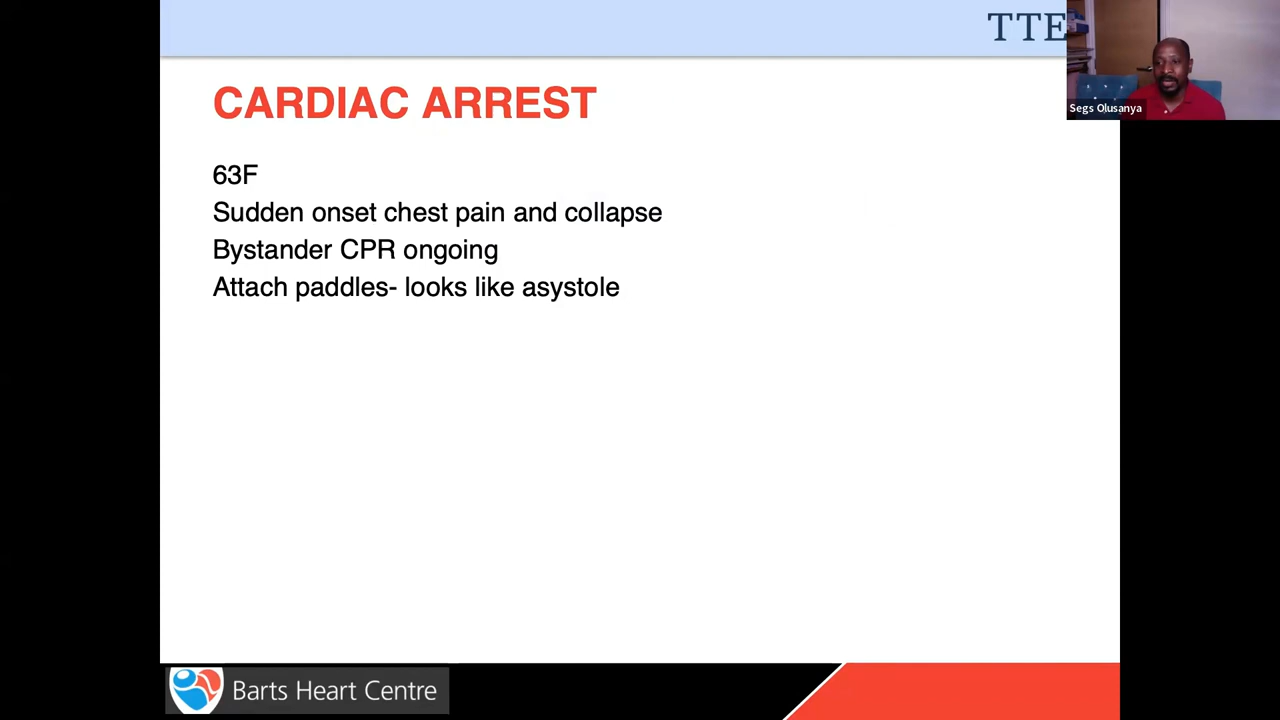 TTE
Segs Olusanya
CARDIAC ARREST
63F
Sudden onset chest pain and collapse
Bystander CPR ongoing
Attach paddles- looks like asystole
Barts Heart Centre